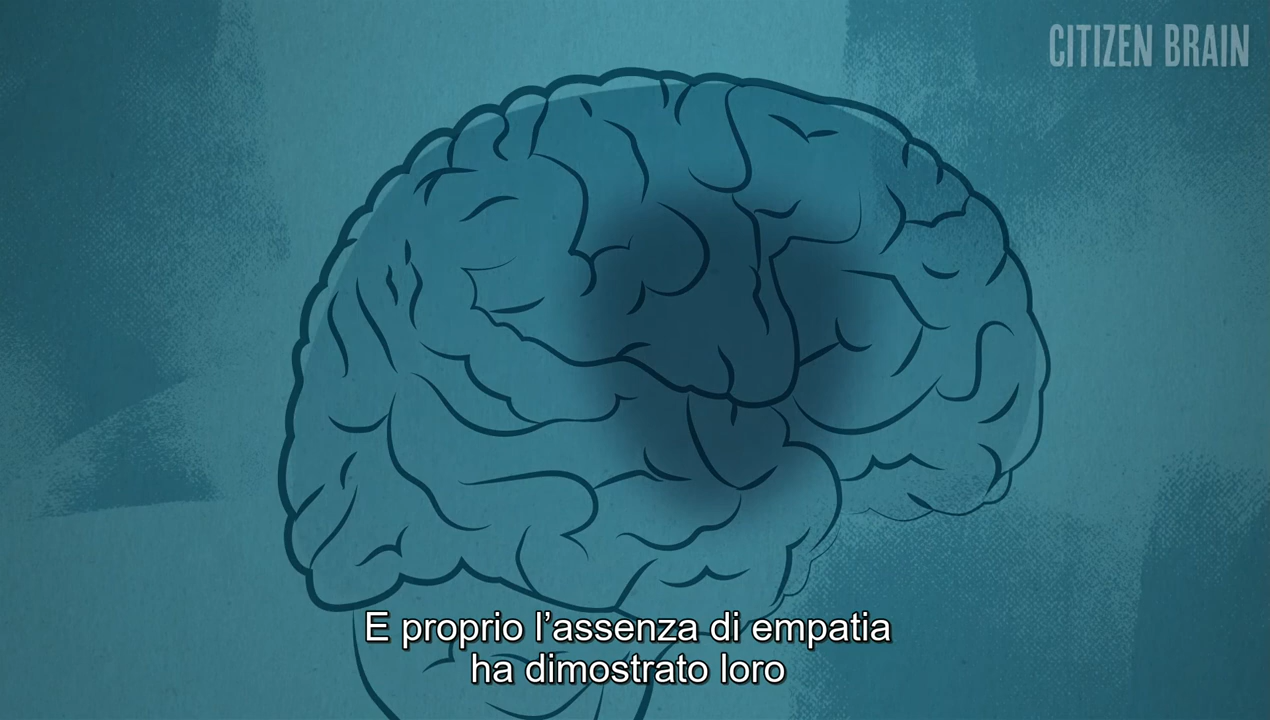 CITIZEN BRAIN
E proprio l’assenza di empatia
ha dimostrato loro